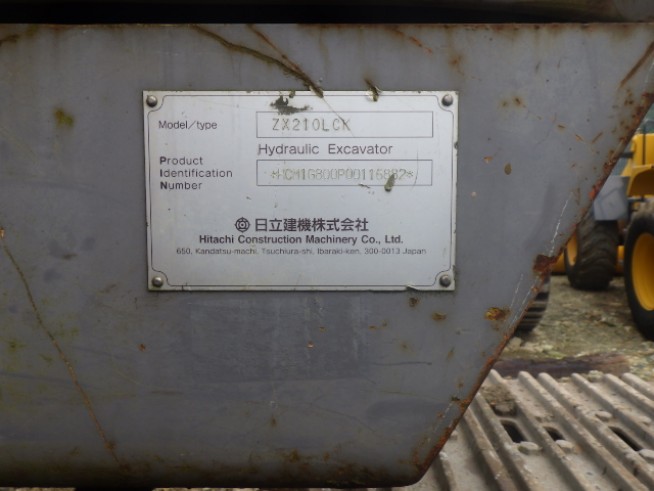 Model/type ZX210LCK
Hydraulic Excavator
Product
Identification
Number
日立建機株式会社
Hitachi Construction Machinery Co., Ltd.
650, Kandatsu-machi, Tsuchiura-shi, Ibaraki-ken, 300-0013 Japan